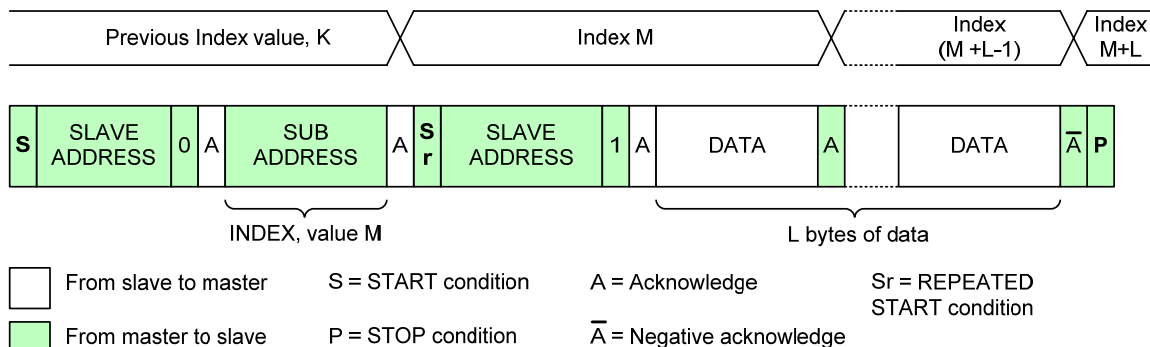 Previous Index value, K
Index M
Index
(M +L-1)
Index
M+L
S
SLAVE
ADDRESS
0
A
SUB
ADDRESS
A
S
r
SLAVE
ADDRESS
1
A
DATA
A
DATA
A̅
P
INDEX, value M
L bytes of data
From slave to master
S = START condition
A = Acknowledge
Sr = REPEATED
START condition
From master to slave
P = STOP condition
A̅ = Negative acknowledge